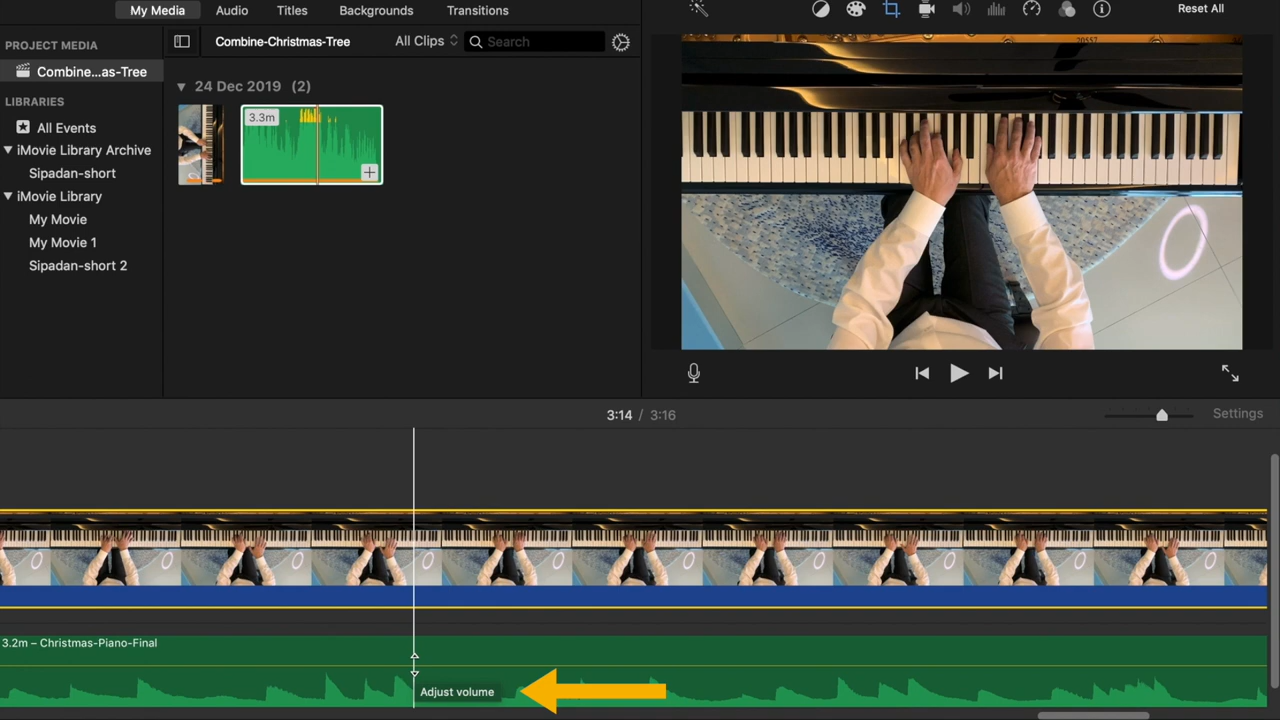 My Media Audio Titles Backgrounds Transitions
Reset All
PROJECT MEDIA
Combine...as-Tree
LIBRARIES
All Events
iMovie Library Archive
Sipadan-short
iMovie Library
My Movie
My Movie 1
Sipadan-short 2
Combine-Christmas-Tree All Clips Search
24 Dec 2019 (2)
3.3m
20557
3:14 / 3:16
Settings
3.2m – Christmas-Piano-Final
Adjust volume